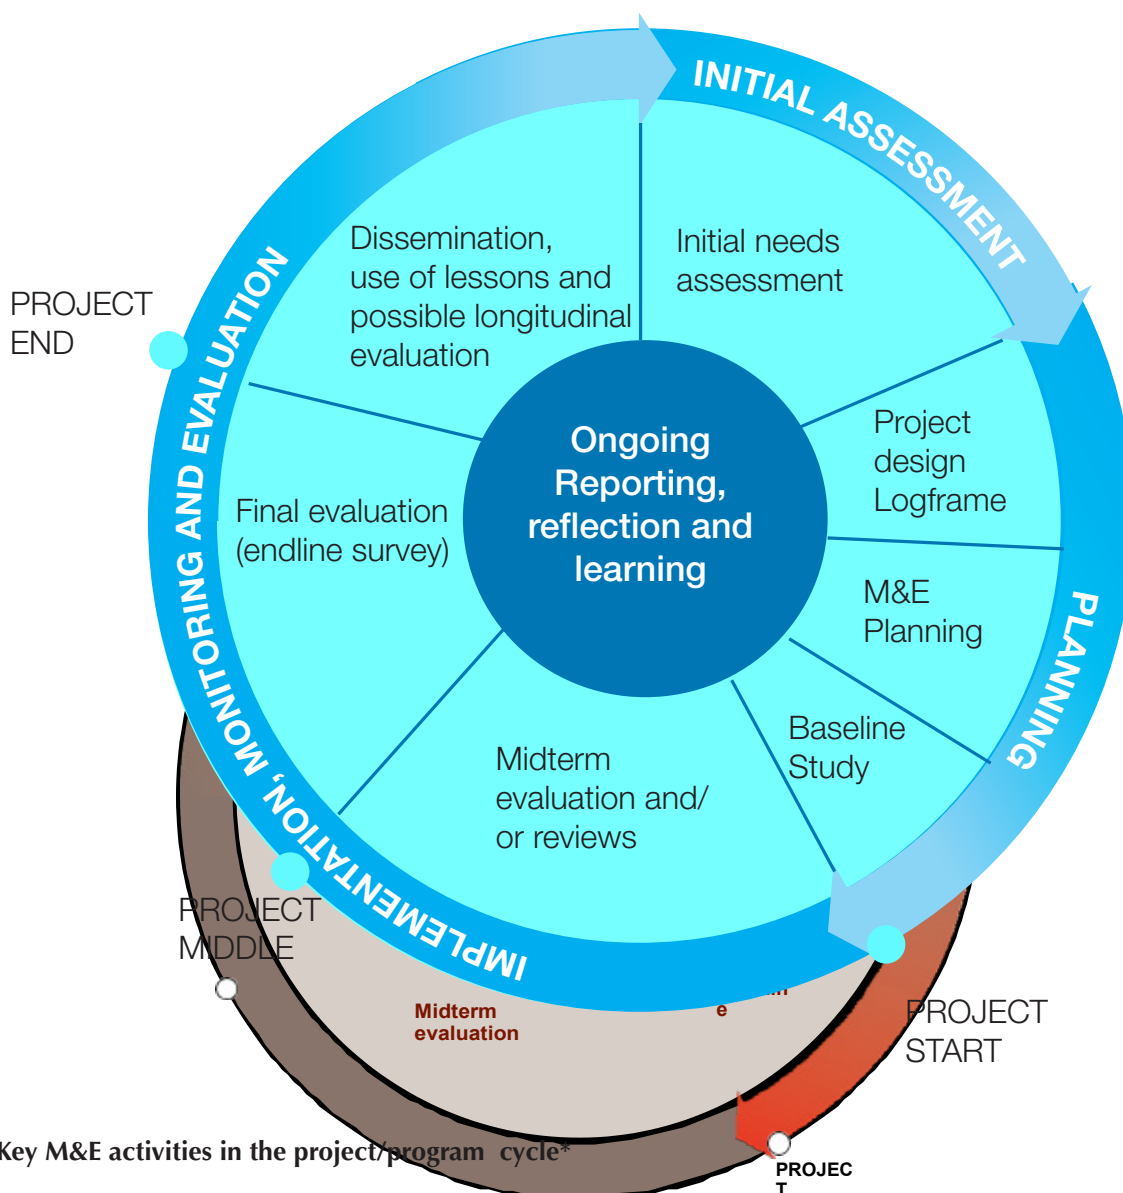 INITIAL ASSESSMENT
Dissemination,
use of lessons and
possible longitudinal
evaluation
Initial needs
assessment
PROJECT
END
Project
design
Logframe
Ongoing
Reporting,
reflection and
learning
Final evaluation
(endline survey)
M&E
Planning
PLANNING
Baseline
Study
Midterm
evaluation and/
or reviews
IMPLEMENTATION, MONITORING AND EVALUATION
PROJECT
MIDDLE
PROJECT
START
Midterm
evaluation
e
Key M&E activities in the project/program cycle*
PROJEC
T